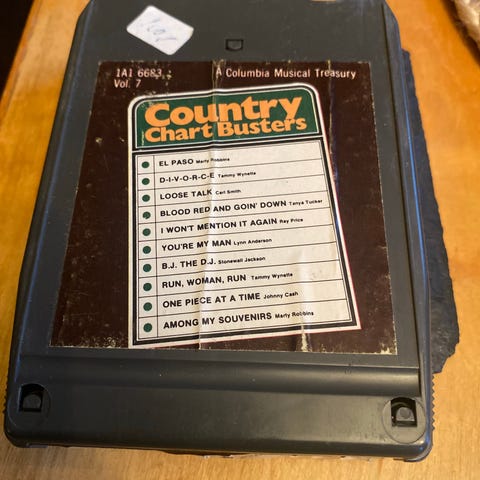 1A1 6683
A Columbia Musical Treasury
Vol. 7
Country
Chart Busters
EL PASO Marty Robbins
D-I-V-O-R-C-E Tammy Wynette
LOOSE TALK Carl Smith
BLOOD RED AND GOIN' DOWN Tanya Tucker
I WON'T MENTION IT AGAIN Ray Price
YOU'RE MY MAN Lynn Anderson
B.J. THE D.J. Stonewall Jackson
RUN, WOMAN, RUN Tammy Wynette
ONE PIECE AT A TIME Johnny Cash
AMONG MY SOUVENIRS Marty Robbins